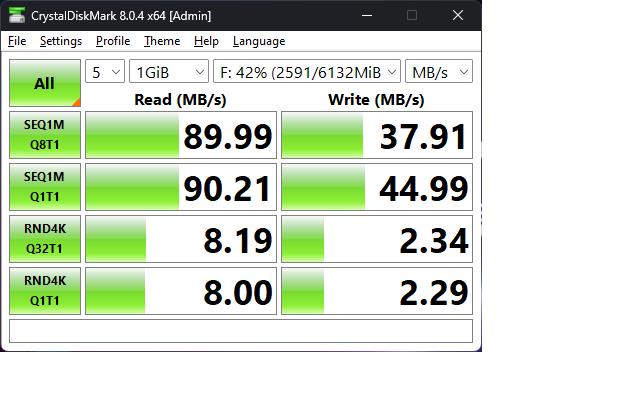 CrystalDiskMark 8.0.4 x64 [Admin]
File Settings Profile Theme Help Language
All 5 1GiB F: 42% (2591/6132MiB MB/s
Read (MB/s) Write (MB/s)
SEQ1M
Q8T1 89.99 37.91
SEQ1M
Q1T1 90.21 44.99
RND4K
Q32T1 8.19 2.34
RND4K
Q1T1 8.00 2.29